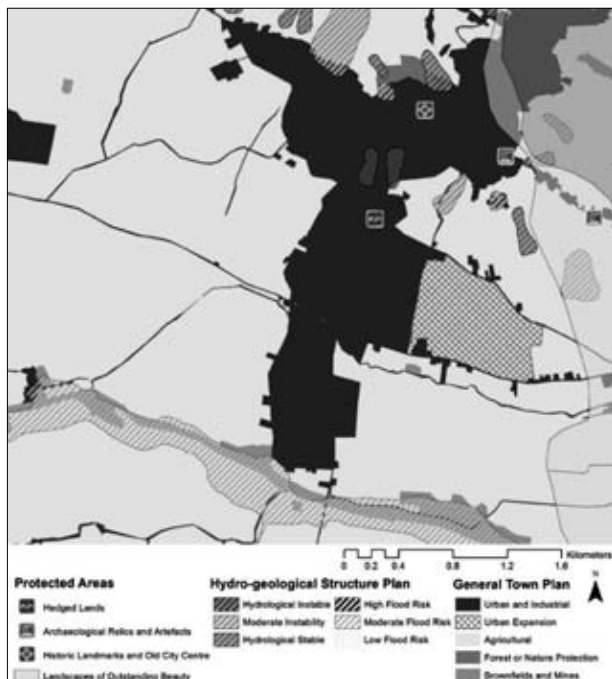 0 0.2 0.4 0.8 1.2 1.6
Kilometers
N
Protected Areas
Hedged Lands
Archaeological Relics and Artefacts
Historic Landmarks and Old City Centre
Landscapes of Outstanding Beauty
Hydro-geological Structure Plan
Hydrological Instable
Moderate Instability
Hydrological Stable
High Flood Risk
Moderate Flood Risk
Low Flood Risk
General Town Plan
Urban and Industrial
Urban Expansion
Agricultural
Forest or Nature Protection
Brownfields and Mines